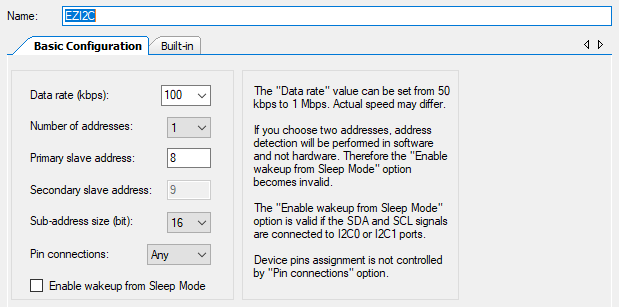 Name: EZI2C
Basic Configuration Built-in
Data rate (kbps): 100
Number of addresses: 1
Primary slave address: 8
Secondary slave address: 9
Sub-address size (bit): 16
Pin connections: Any
Enable wakeup from Sleep Mode
The "Data rate" value can be set from 50
kbps to 1 Mbps. Actual speed may differ.
If you choose two addresses, address
detection will be performed in software
and not hardware. Therefore the "Enable
wakeup from Sleep Mode" option
becomes invalid.
The "Enable wakeup from Sleep Mode"
option is valid if the SDA and SCL signals
are connected to I2C0 or I2C1 ports.
Device pins assignment is not controlled
by "Pin connections" option.